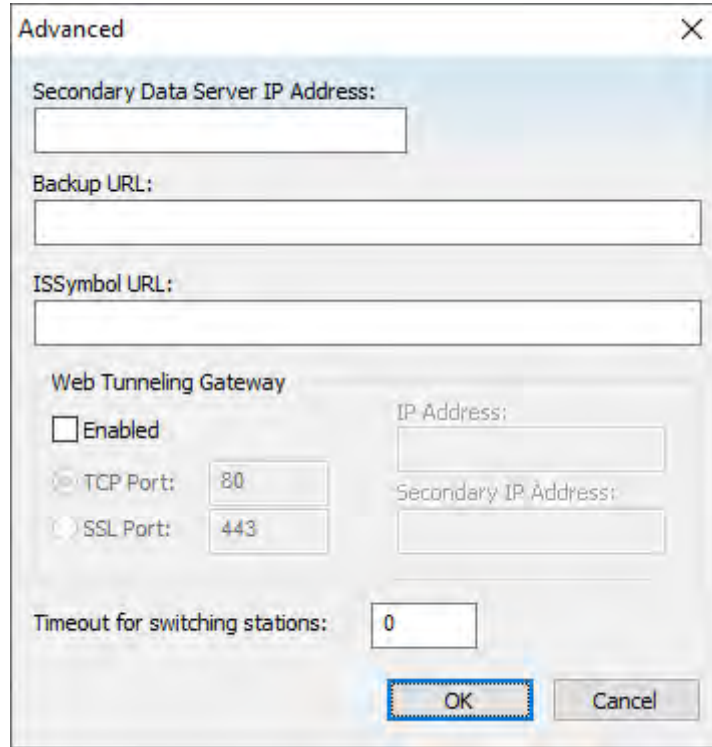 Advanced
Secondary Data Server IP Address:
Backup URL:
ISSymbol URL:
Web Tunneling Gateway
Enabled
IP Address:
TCP Port: 80
Secondary IP Address:
SSL Port: 443
Timeout for switching stations: 0
OK Cancel